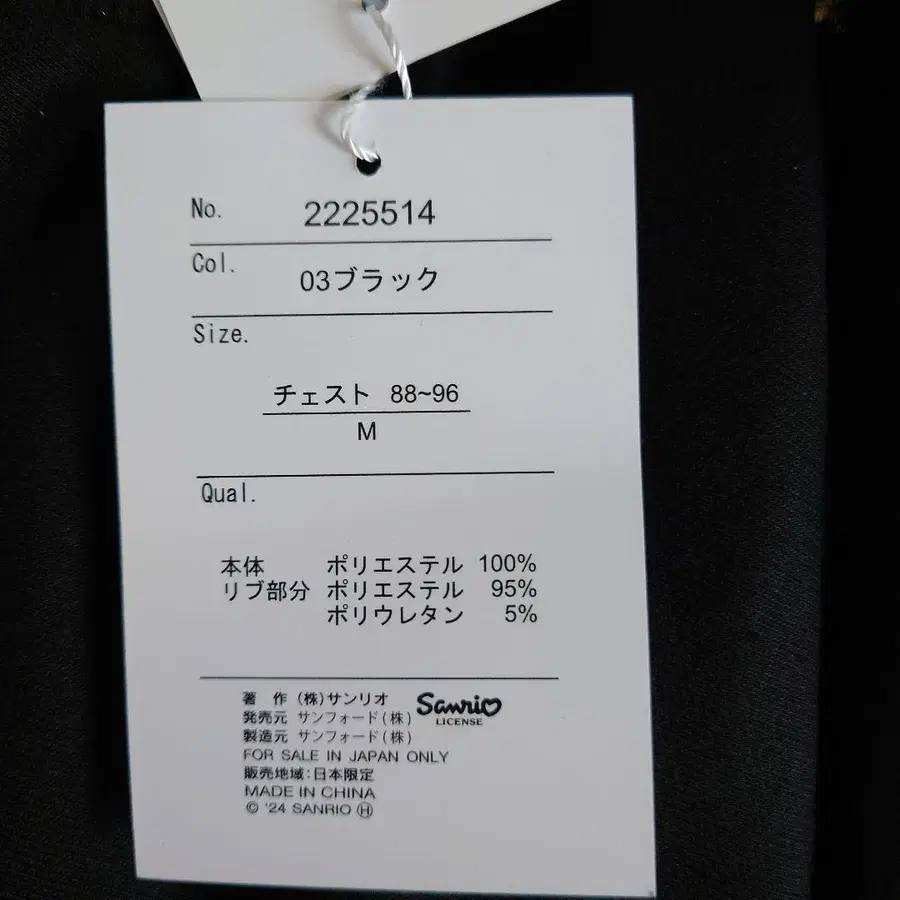 No. 2225514
Col. 03ブラック
Size.
チェスト 88~96
M
Qual.
本体 ポリエステル 100%
リブ部分 ポリエステル 95%
ポリウレタン 5%
著 作 (株)サンリオ
発売元 サンフォード(株)
製造元 サンフォード(株)
Sanrio
LICENSE
FOR SALE IN JAPAN ONLY
販売地域:日本限定
MADE IN CHINA
© '24 SANRIO Ⓗ